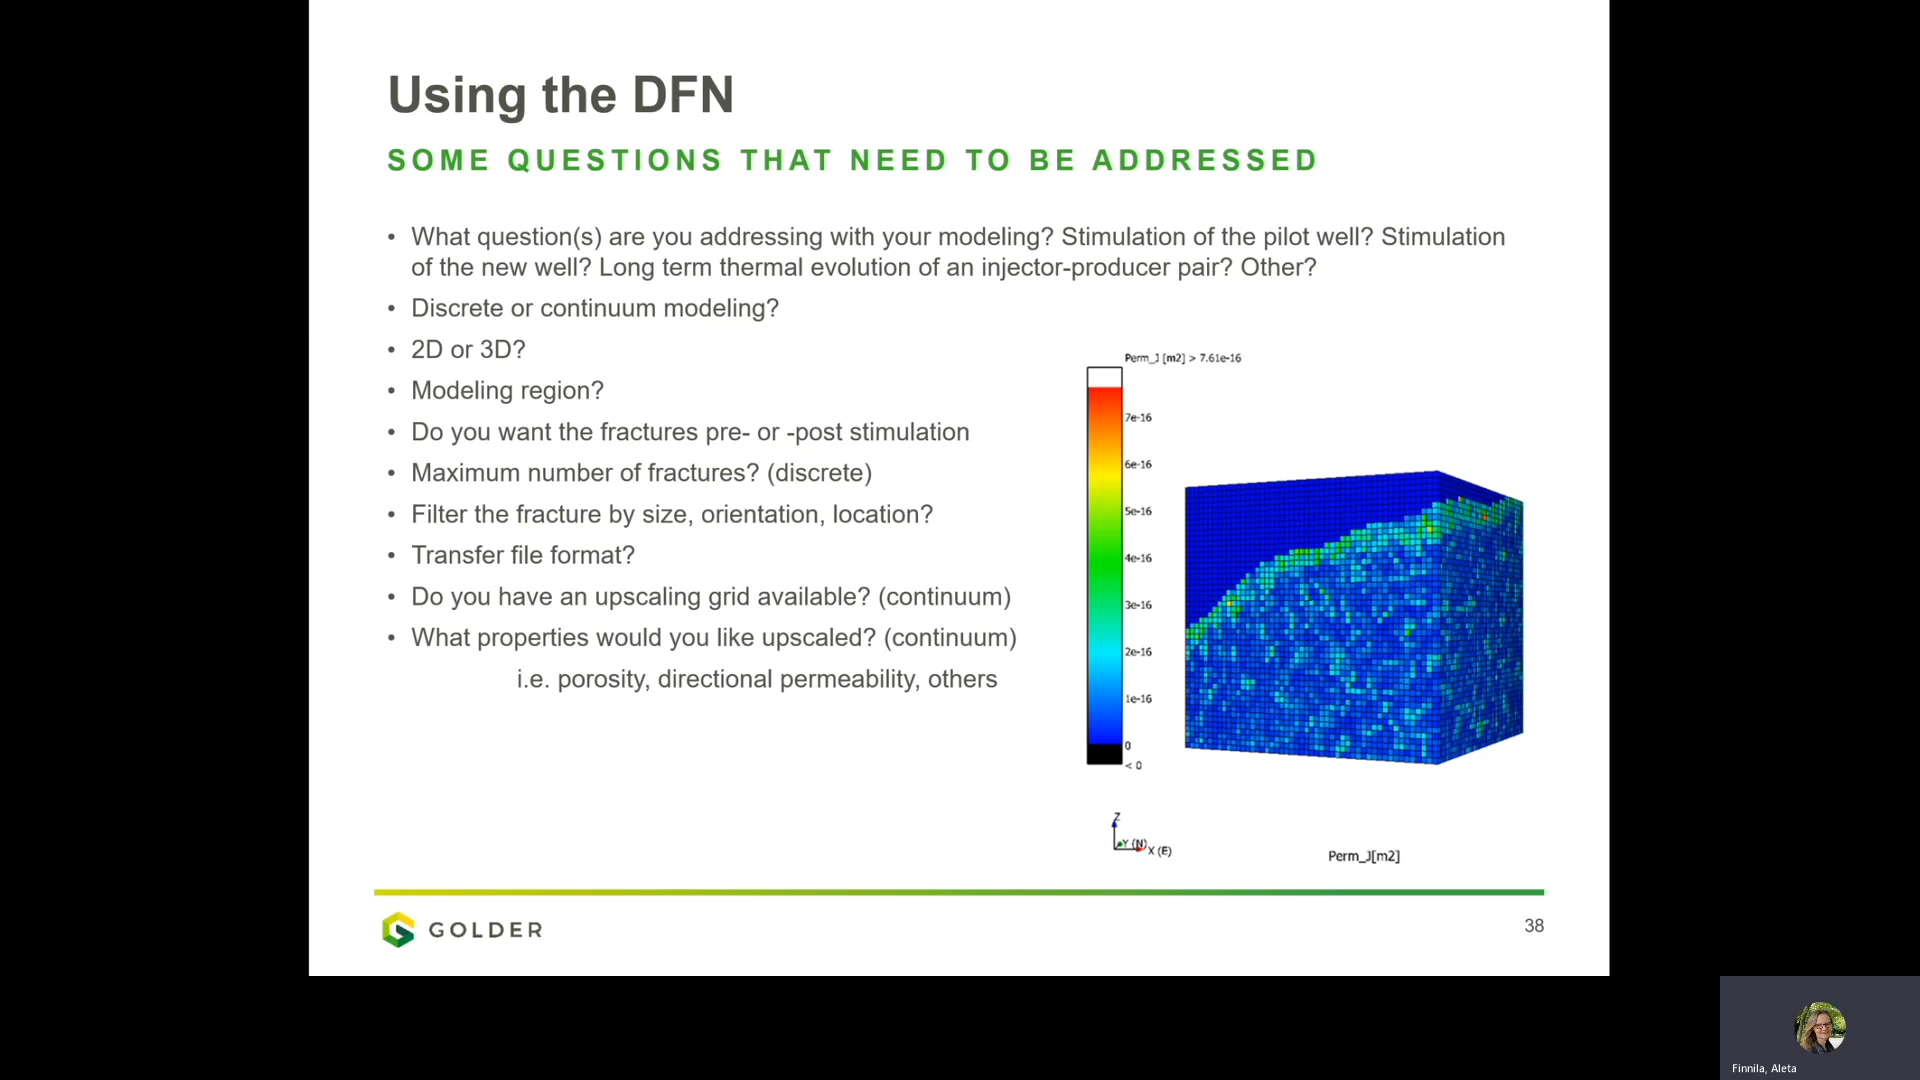 Using the DFN
SOME QUESTIONS THAT NEED TO BE ADDRESSED
• What question(s) are you addressing with your modeling? Stimulation of the pilot well? Stimulation
of the new well? Long term thermal evolution of an injector-producer pair? Other?
• Discrete or continuum modeling?
• 2D or 3D?
• Modeling region?
• Do you want the fractures pre- or -post stimulation
• Maximum number of fractures? (discrete)
• Filter the fracture by size, orientation, location?
• Transfer file format?
• Do you have an upscaling grid available? (continuum)
• What properties would you like upscaled? (continuum)
i.e. porosity, directional permeability, others
Perm_J [m2] > 7.61e-16
7e-16
6e-16
5e-16
4e-16
3e-16
2e-16
1e-16
0
< 0
Z
Y (N)
X (E)
Perm_J[m2]
GOLDER
38
Finnila, Aleta